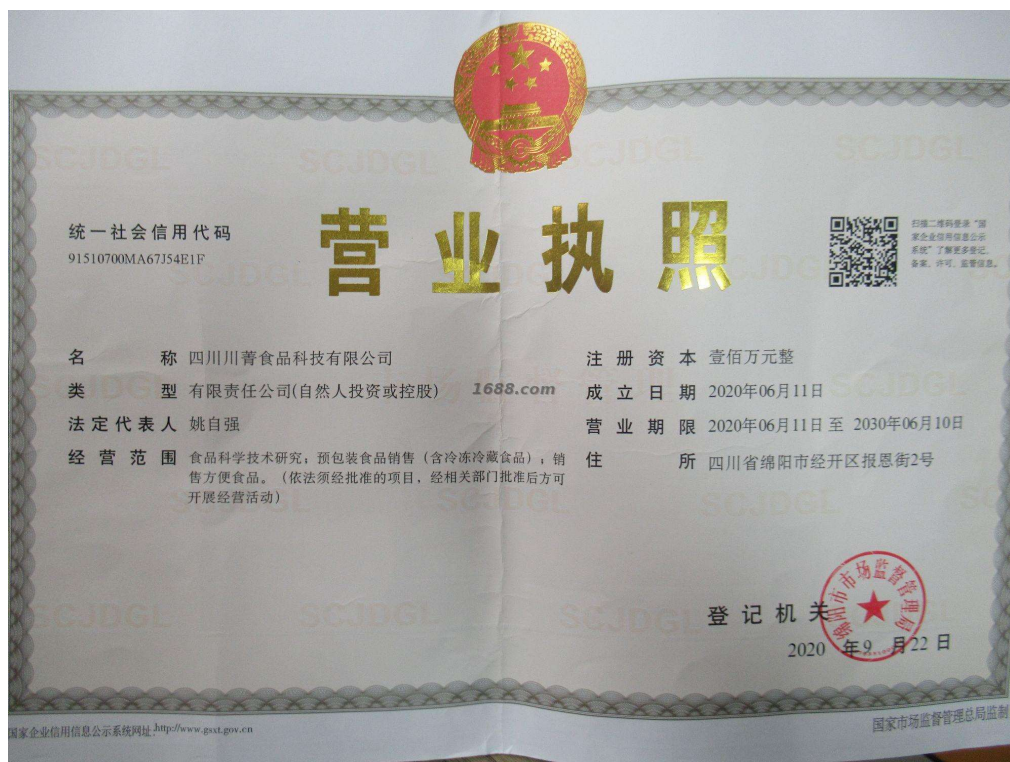 营业执照
统一社会信用代码
91510700MA67J54E1F
扫描二维码登录“国
家企业信用信息公示
系统”了解更多登记、
备案、许可、监管信息。
名称 四川川菁食品科技有限公司
类型 有限责任公司(自然人投资或控股)
法定代表人 姚自强
经营范围 食品科学技术研究；预包装食品销售（含冷冻冷藏食品）；销
售方便食品。（依法须经批准的项目，经相关部门批准后方可
开展经营活动）
注册资本 壹佰万元整
成立日期 2020年06月11日
营业期限 2020年06月11日 至 2030年06月10日
住所 四川省绵阳市经开区报恩街2号
1688.com
登记机关
绵阳市市场监督管理局
2020 年9 月22 日
国家企业信用信息公示系统网址:http://www.gsxt.gov.cn
国家市场监督管理总局监制
SCJDGL
SCJDGL
SCJDGL
SCJDGL
SCJDGL
SCJDGL
SCJDGL
SCJDGL
SCJDGL